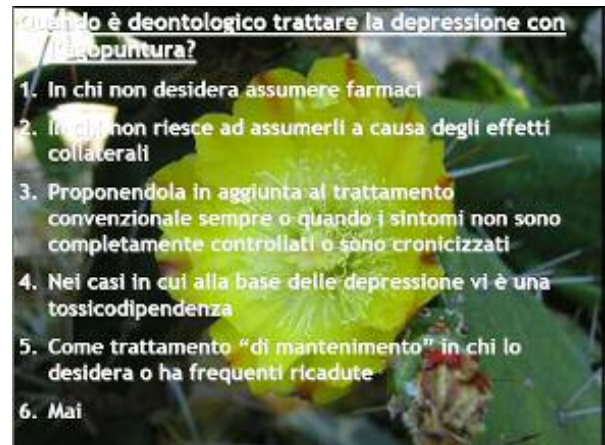 Quando è deontologico trattare la depressione con
l'agopuntura?
1. In chi non desidera assumere farmaci
2. In chi non riesce ad assumerli a causa degli effetti
collaterali
3. Proponendola in aggiunta al trattamento
convenzionale sempre o quando i sintomi non sono
completamente controllati o sono cronicizzati
4. Nei casi in cui alla base delle depressione vi è una
tossicodipendenza
5. Come trattamento “di mantenimento” in chi lo
desidera o ha frequenti ricadute
6. Mai